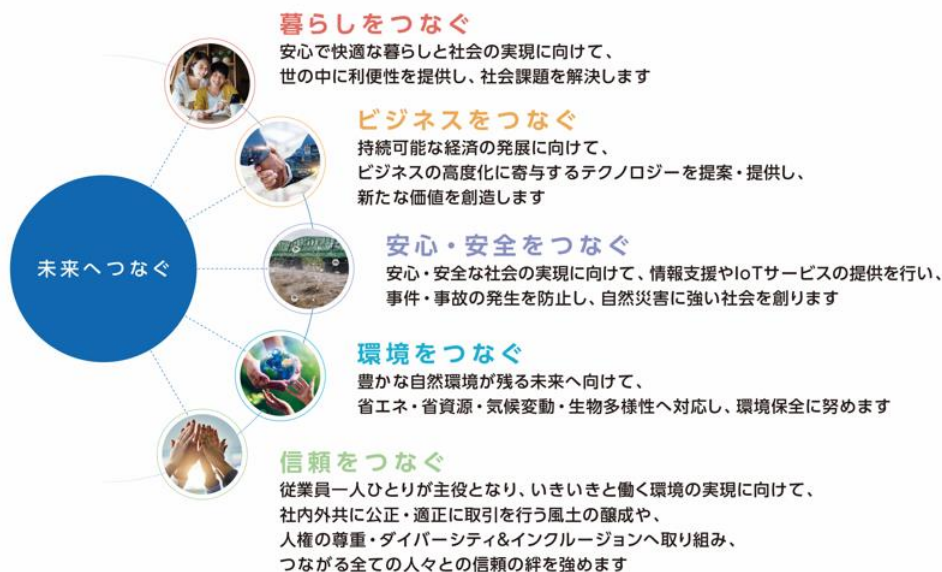 暮らしをつなぐ
安心で快適な暮らしと社会の実現に向けて、
世の中に利便性を提供し、社会課題を解決します
ビジネスをつなぐ
持続可能な経済の発展に向けて、
ビジネスの高度化に寄与するテクノロジーを提案・提供し、
新たな価値を創造します
未来へつなぐ
安心・安全をつなぐ
安心・安全な社会の実現に向けて、情報支援やIoTサービスの提供を行い、
事件・事故の発生を防止し、自然災害に強い社会を創ります
環境をつなぐ
豊かな自然環境が残る未来へ向けて、
省エネ・省資源・気候変動・生物多様性へ対応し、環境保全に努めます
信頼をつなぐ
従業員一人ひとりが主役となり、いきいきと働く環境の実現に向けて、
社内外共に公正・適正に取引を行う風土の醸成や、
人権の尊重・ダイバーシティ&インクルージョンへ取り組み、
つながる全ての人々との信頼の絆を強めます